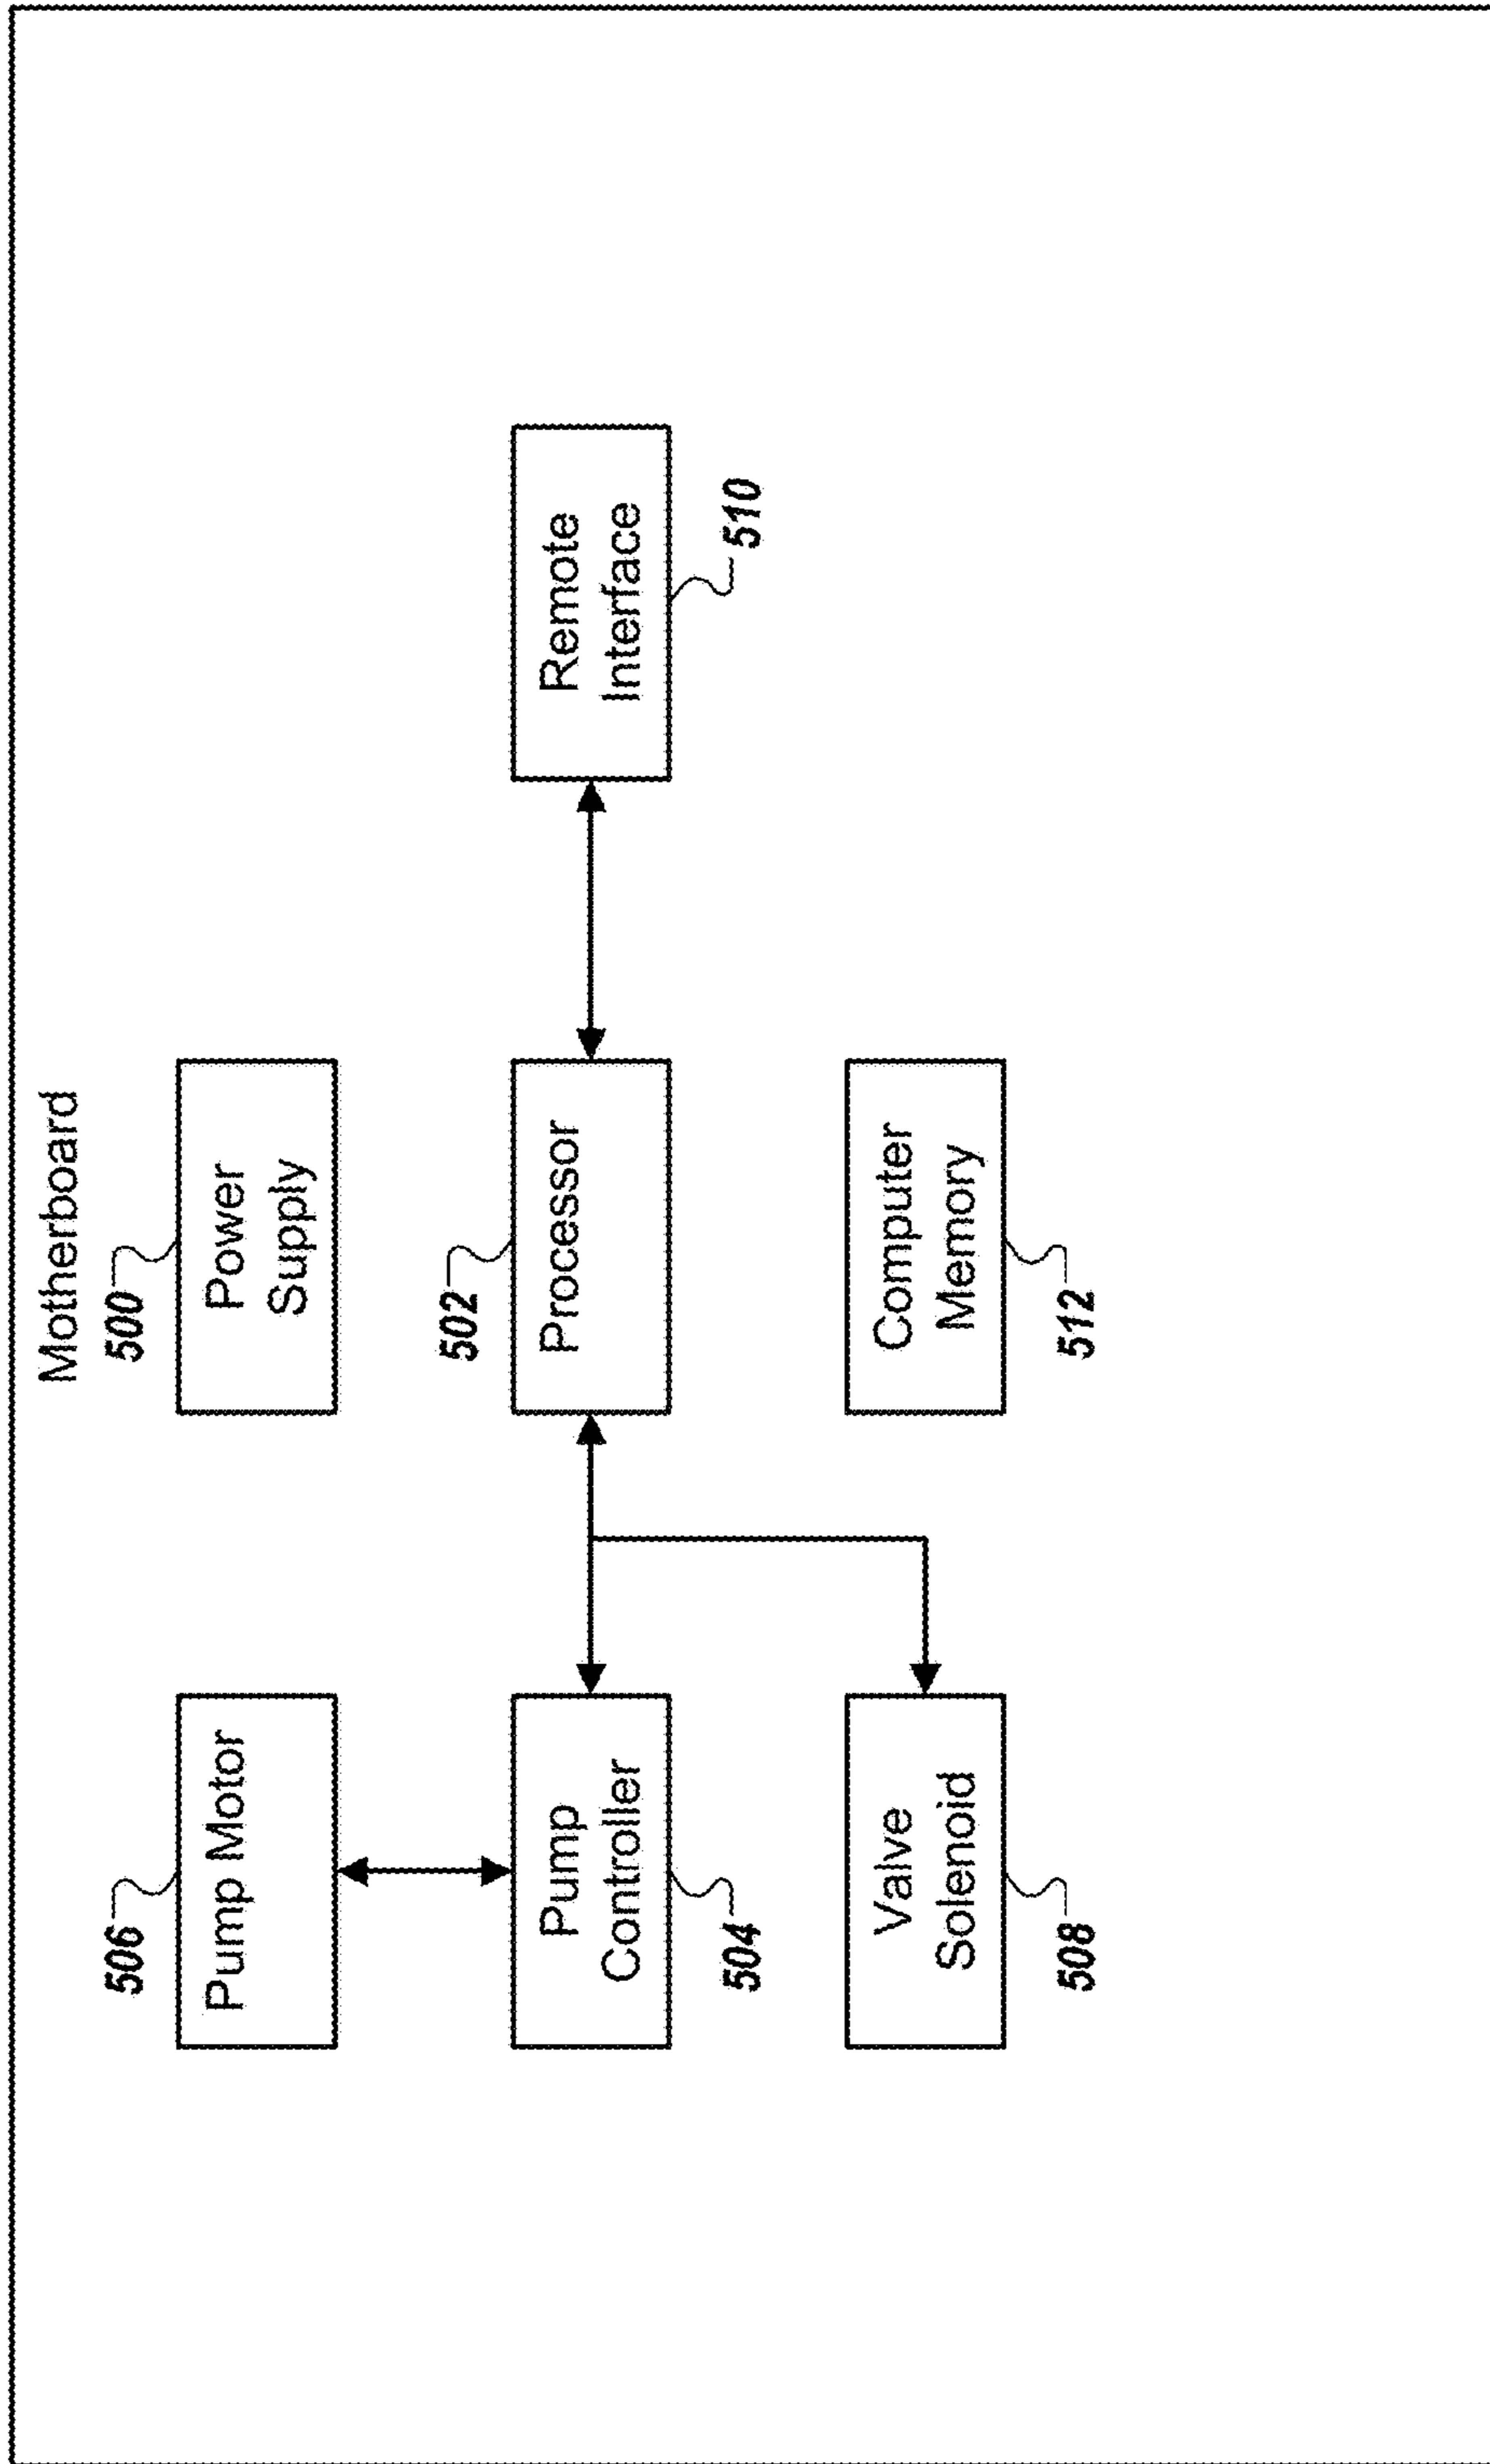 Motherboard
506
Pump Motor
500
Power
Supply
504
Pump
Controller
502
Processor
Remote
Interface
510
Valve
Solenoid
508
Computer
Memory
512